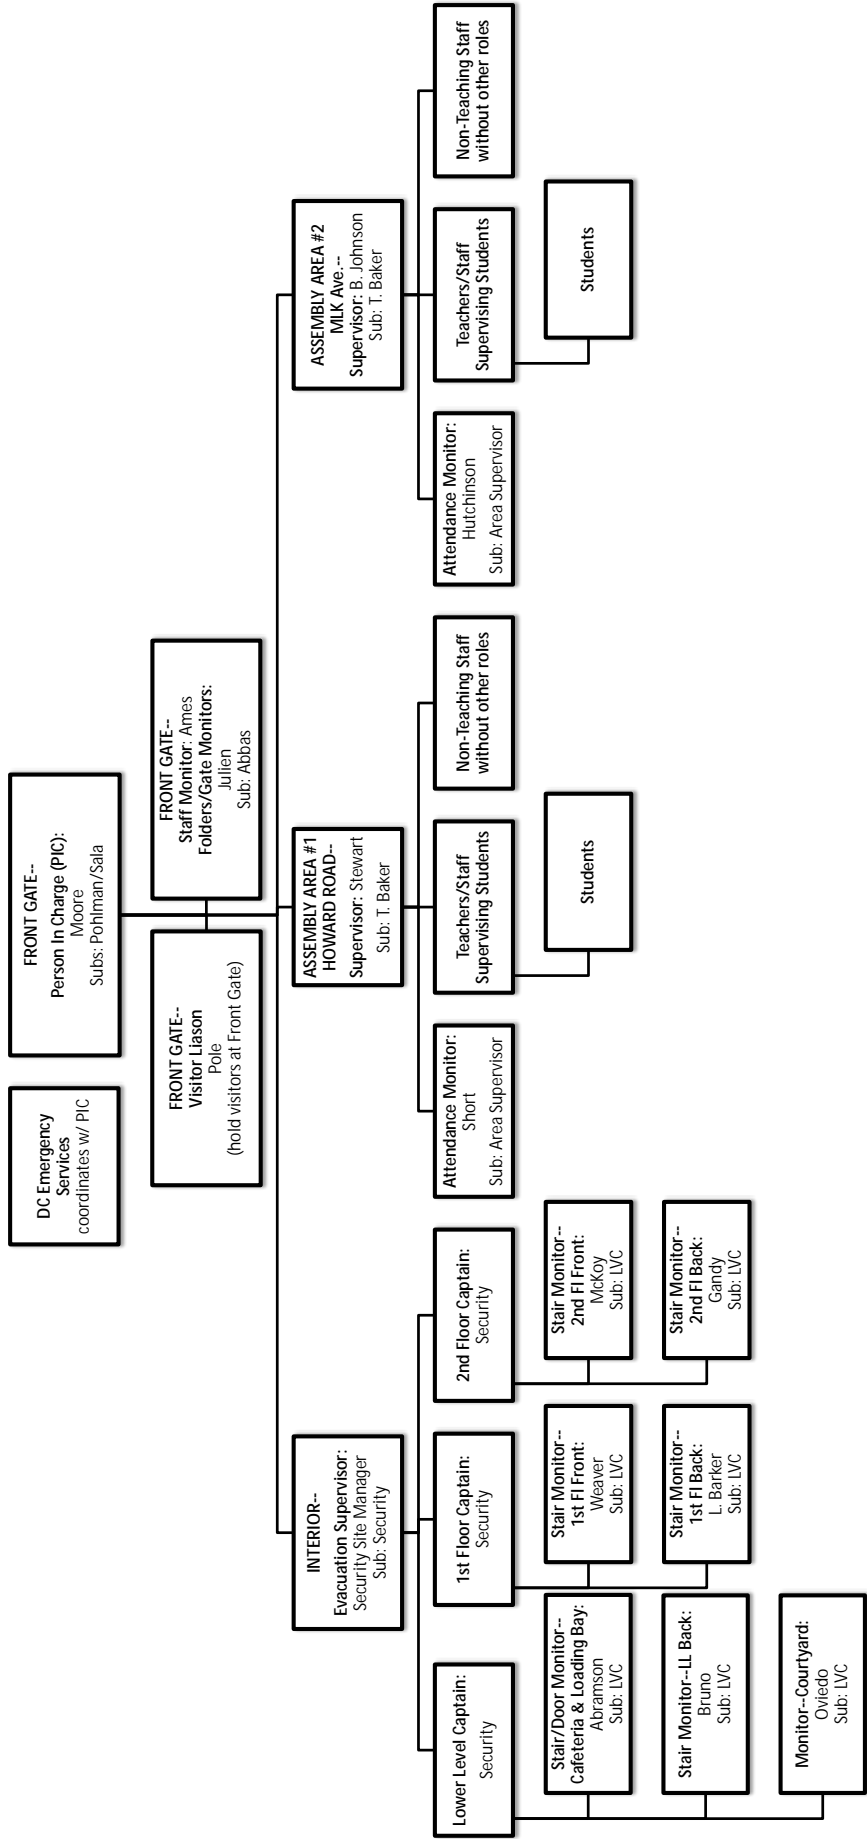 DC Emergency
Services
coordinates w/ PIC
FRONT GATE--
Person In Charge (PIC):
Moore
Subs: Pohlman/Sala
FRONT GATE--
Visitor Liason
Pole
(hold visitors at Front Gate)
FRONT GATE--
Staff Monitor: Ames
Folders/Gate Monitors:
Julien
Sub: Abbas
INTERIOR--
Evacuation Supervisor:
Security Site Manager
Sub: Security
ASSEMBLY AREA #1
HOWARD ROAD--
Supervisor: Stewart
Sub: T. Baker
ASSEMBLY AREA #2
MLK Ave.--
Supervisor: B. Johnson
Sub: T. Baker
Lower Level Captain:
Security
1st Floor Captain:
Security
2nd Floor Captain:
Security
Attendance Monitor:
Short
Sub: Area Supervisor
Teachers/Staff
Supervising Students
Non-Teaching Staff
without other roles
Attendance Monitor:
Hutchinson
Sub: Area Supervisor
Teachers/Staff
Supervising Students
Non-Teaching Staff
without other roles
Stair/Door Monitor--
Cafeteria & Loading Bay:
Abramson
Sub: LVC
Stair Monitor--
1st Fl Front:
Weaver
Sub: LVC
Stair Monitor--
2nd Fl Front:
McKoy
Sub: LVC
Students
Students
Stair Monitor--LL Back:
Bruno
Sub: LVC
Stair Monitor--
1st Fl Back:
L. Barker
Sub: LVC
Stair Monitor--
2nd Fl Back:
Gandy
Sub: LVC
Monitor--Courtyard:
Oviedo
Sub: LVC